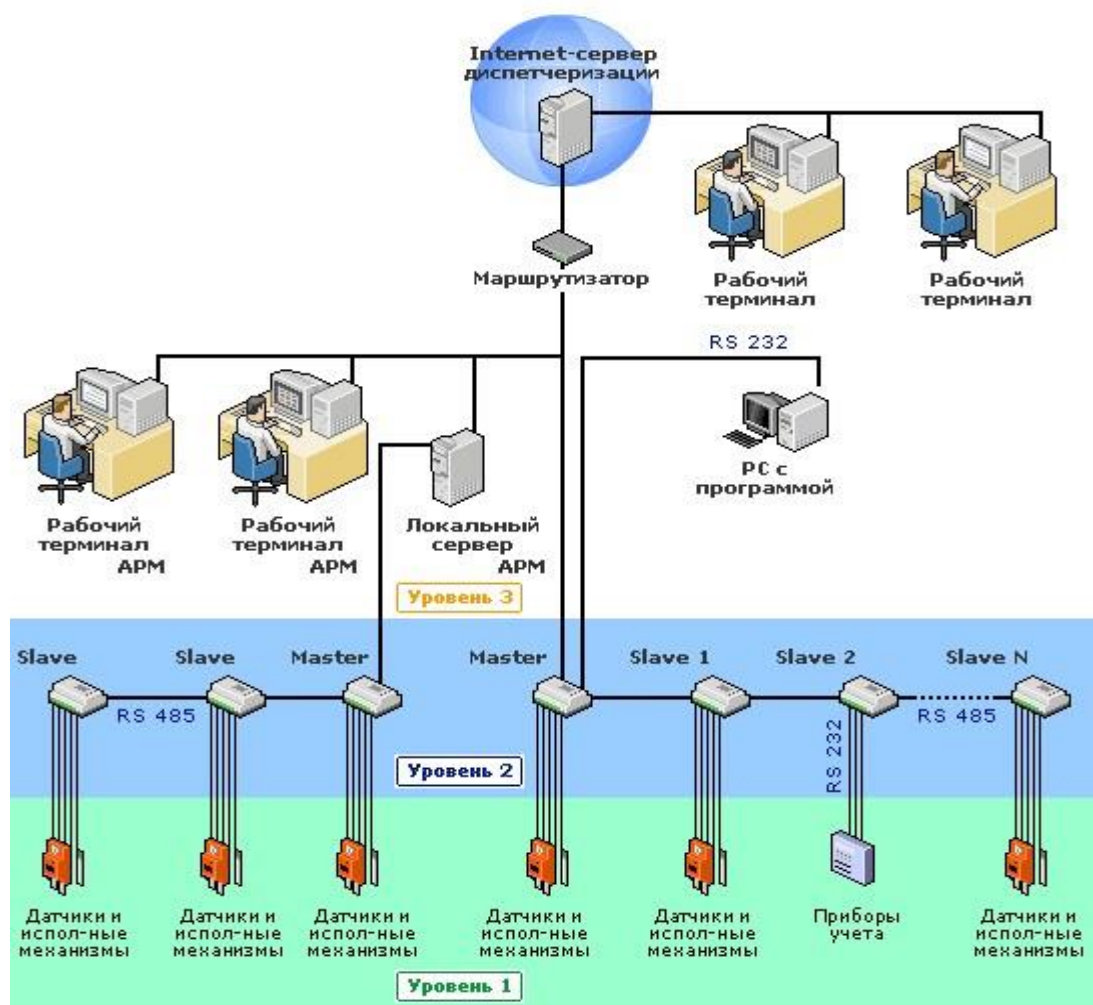 Internet-сервер
диспетчеризации
Маршрутизатор
Рабочий
терминал
Рабочий
терминал
RS 232
PC с
программой
Рабочий
терминал
АРМ
Рабочий
терминал
АРМ
Локальный
сервер
АРМ
Уровень 3
Slave
Slave
Master
Master
Slave 1
Slave 2
Slave N
RS 485
RS 232
RS 485
Уровень 2
Датчики и
испол-ные
механизмы
Датчики и
испол-ные
механизмы
Датчики и
испол-ные
механизмы
Датчики и
испол-ные
механизмы
Датчики и
испол-ные
механизмы
Приборы
учета
Датчики и
испол-ные
механизмы
Уровень 1